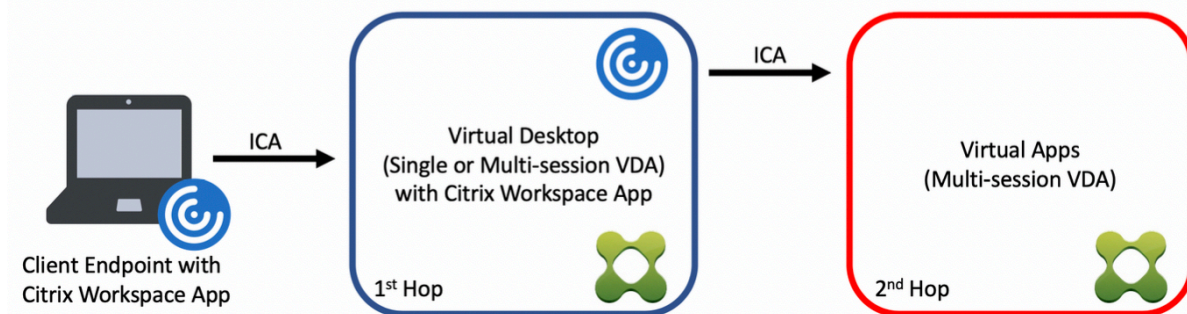 ICA
Client Endpoint with
Citrix Workspace App
Virtual Desktop
(Single or Multi-session VDA)
with Citrix Workspace App
1st Hop
ICA
Virtual Apps
(Multi-session VDA)
2nd Hop